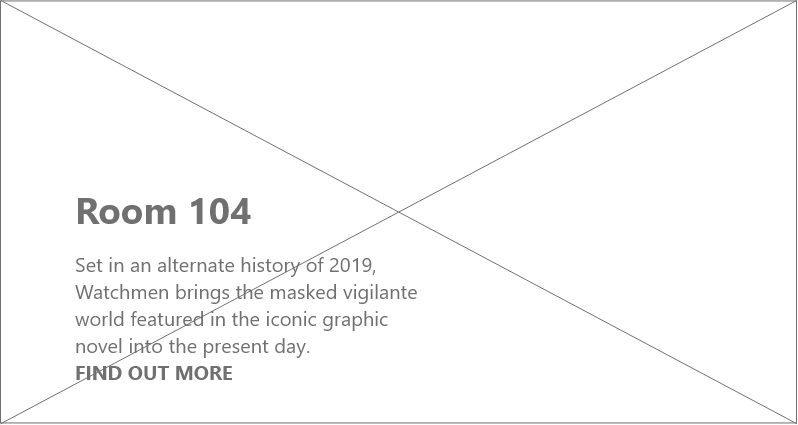 Room 104
Set in an alternate history of 2019,
Watchmen brings the masked vigilante
world featured in the iconic graphic
novel into the present day.
FIND OUT MORE